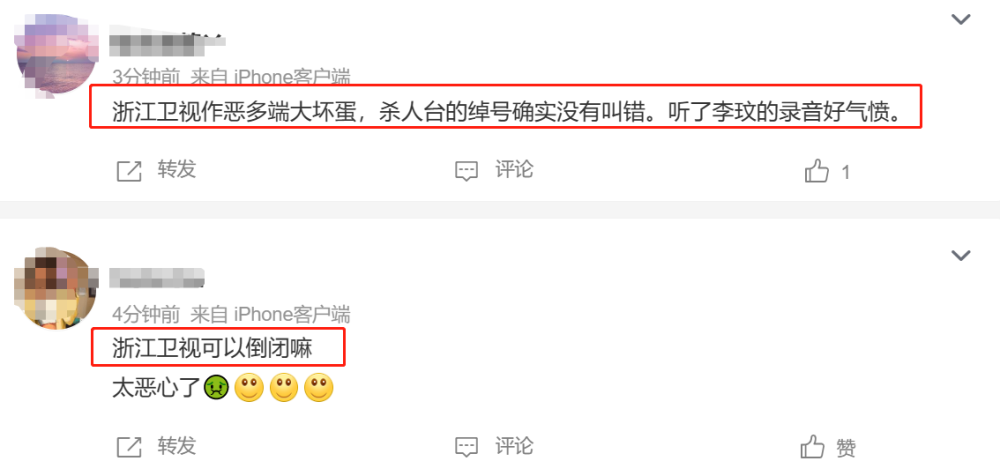 3分钟前 来自 iPhone客户端
浙江卫视作恶多端大坏蛋，杀人台的绰号确实没有叫错。听了李玟的录音好气愤。
转发 评论 1
4分钟前 来自 iPhone客户端
浙江卫视可以倒闭嘛
太恶心了
转发 评论 赞